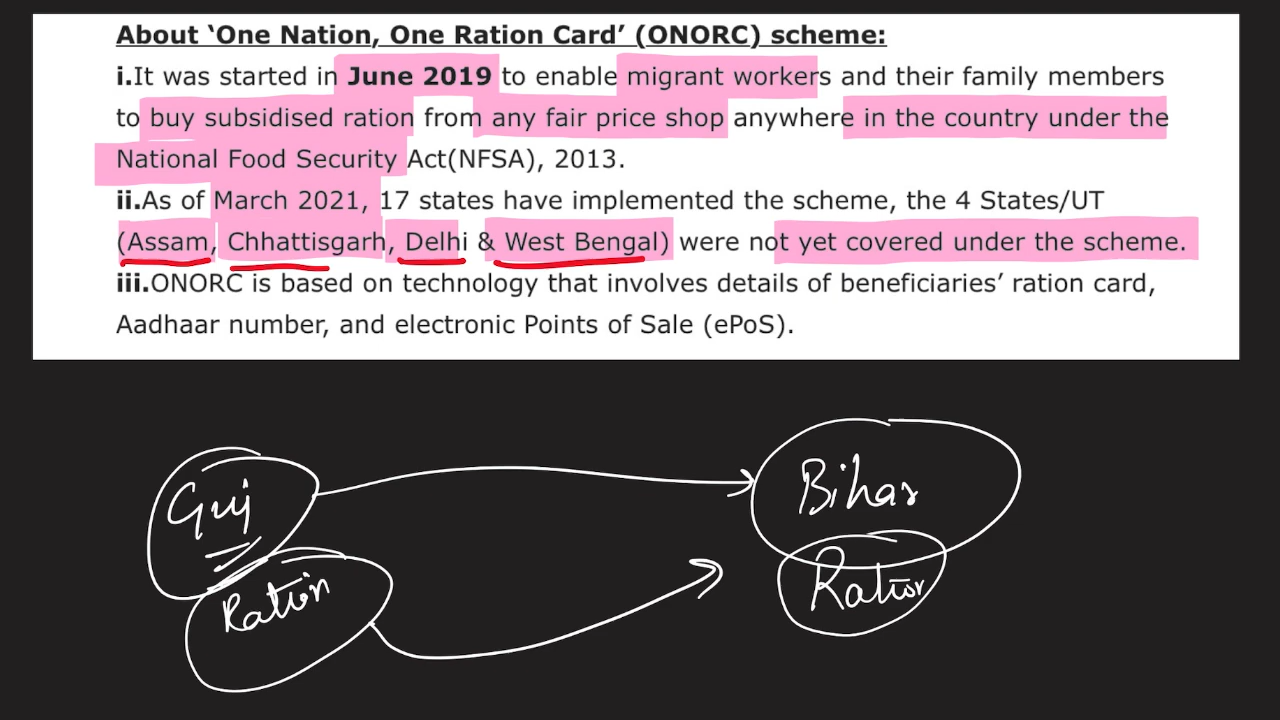 About ‘One Nation, One Ration Card’ (ONORC) scheme:
i.It was started in June 2019 to enable migrant workers and their family members
to buy subsidised ration from any fair price shop anywhere in the country under the
National Food Security Act(NFSA), 2013.
ii.As of March 2021, 17 states have implemented the scheme, the 4 States/UT
(Assam, Chhattisgarh, Delhi & West Bengal) were not yet covered under the scheme.
iii.ONORC is based on technology that involves details of beneficiaries’ ration card,
Aadhaar number, and electronic Points of Sale (ePoS).
Guj
Bihar
Ration
Ration